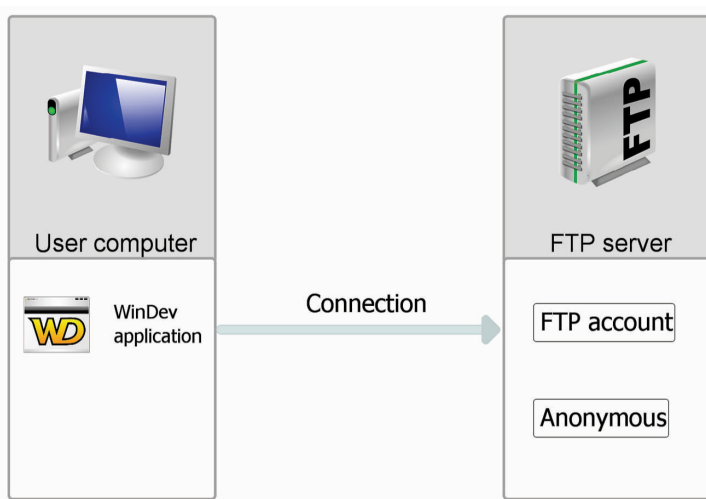 FTP
User computer
FTP server
WD
WinDev
application
Connection
FTP account
Anonymous